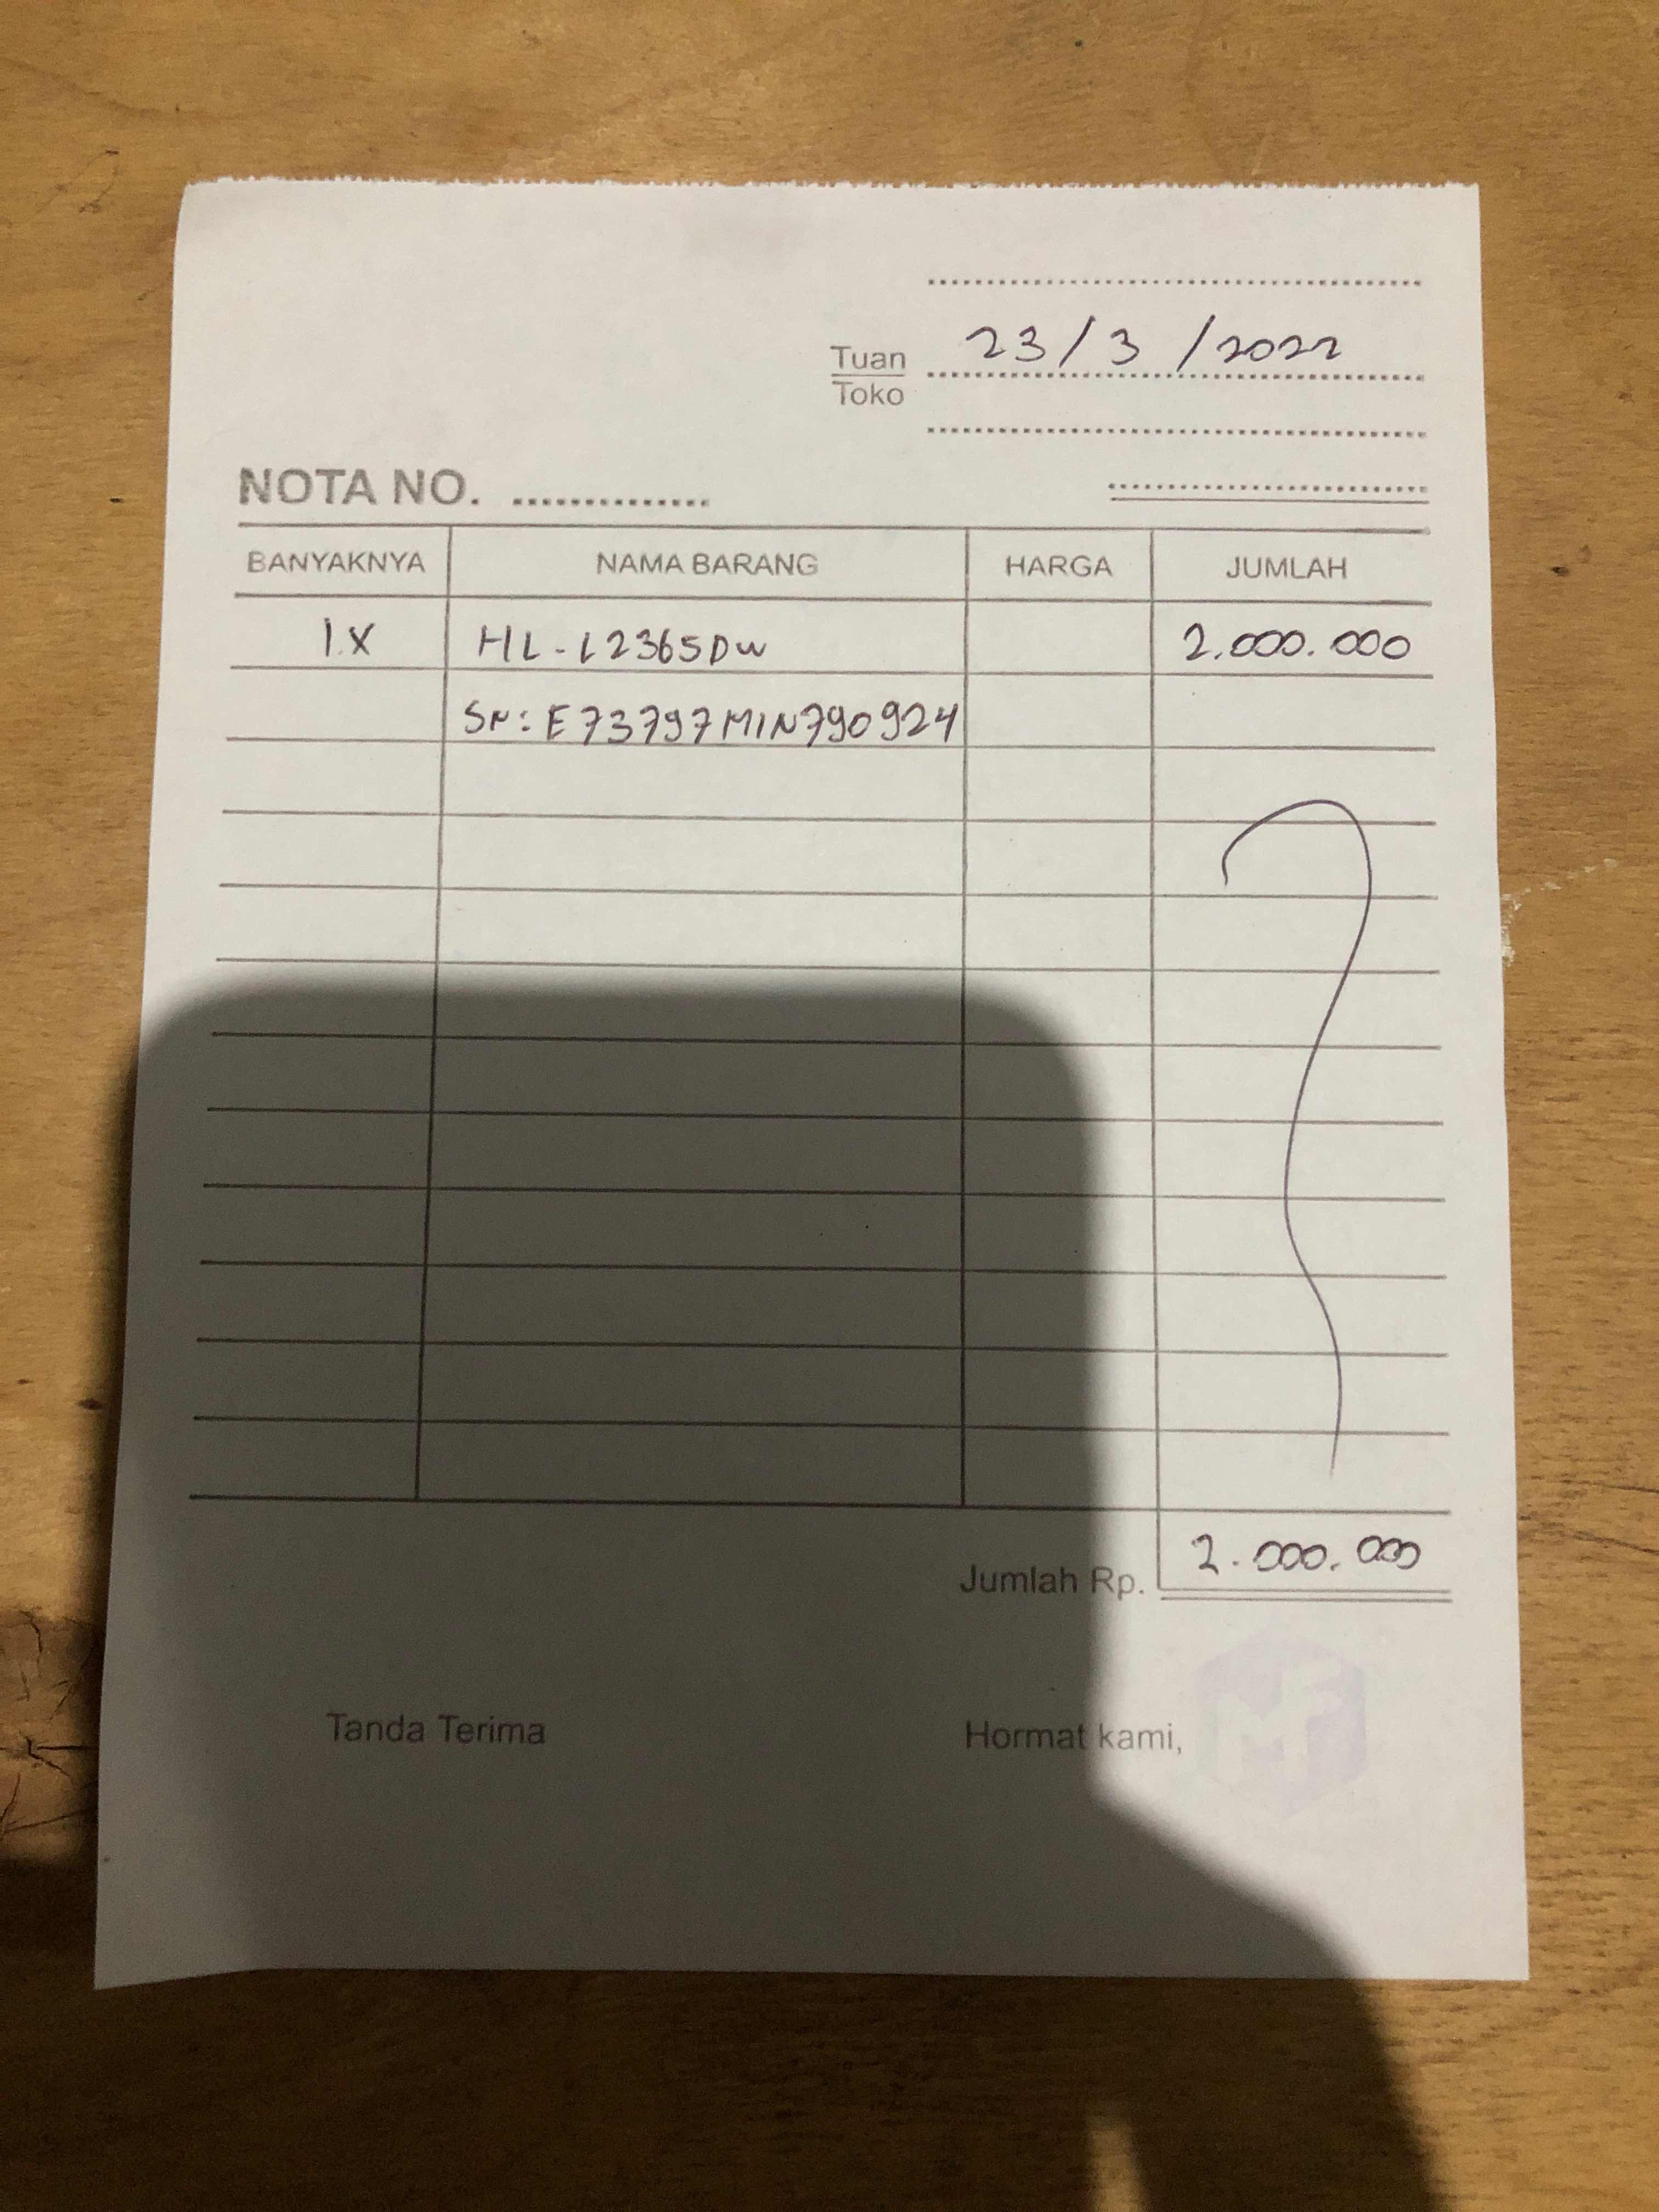 23/3/2022
Tuan
Toko
NOTA NO.
BANYAKNYA NAMA BARANG HARGA JUMLAH
1X HL-L2365DW 2.000.000
SN: E73797M1N790924
Jumlah Rp. 2.000.000
Tanda Terima Hormat kami,